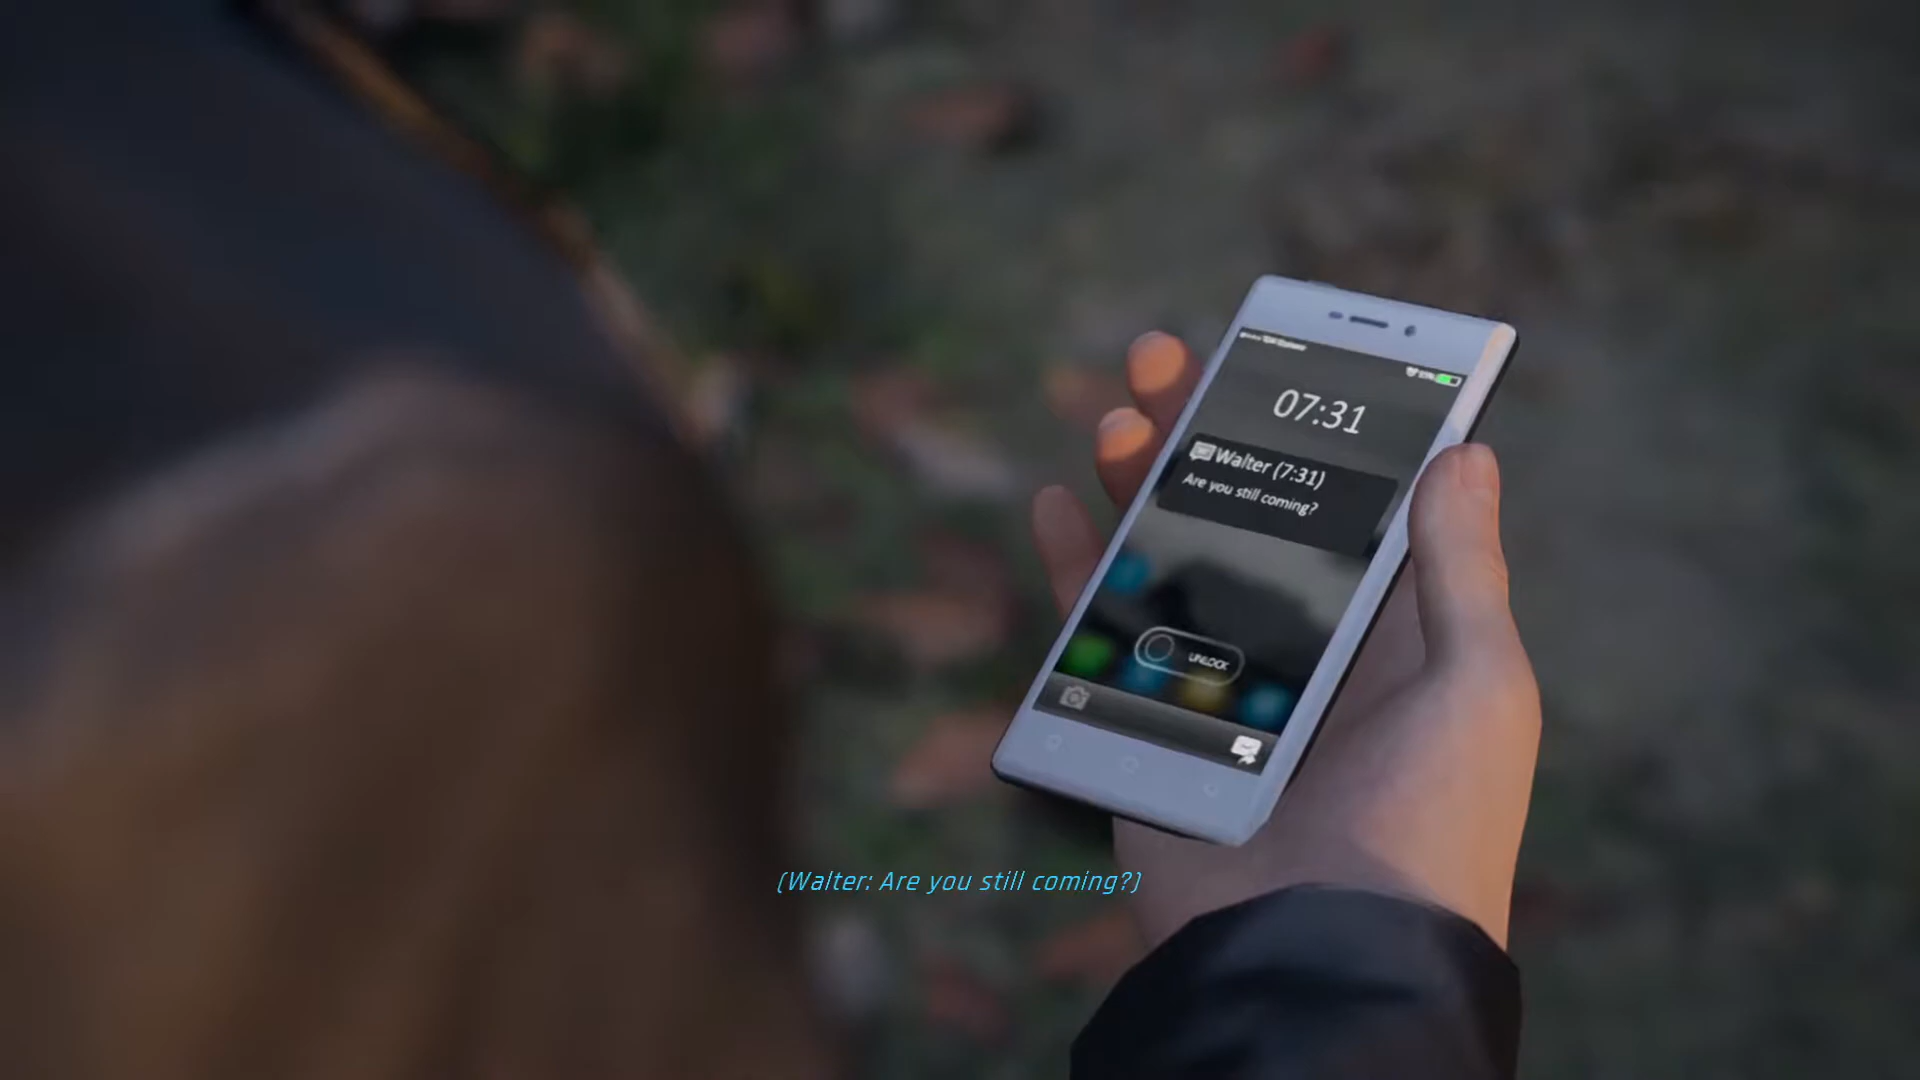 07:31
Walter (7:31)
Are you still coming?
UNLOCK
(Walter: Are you still coming?)